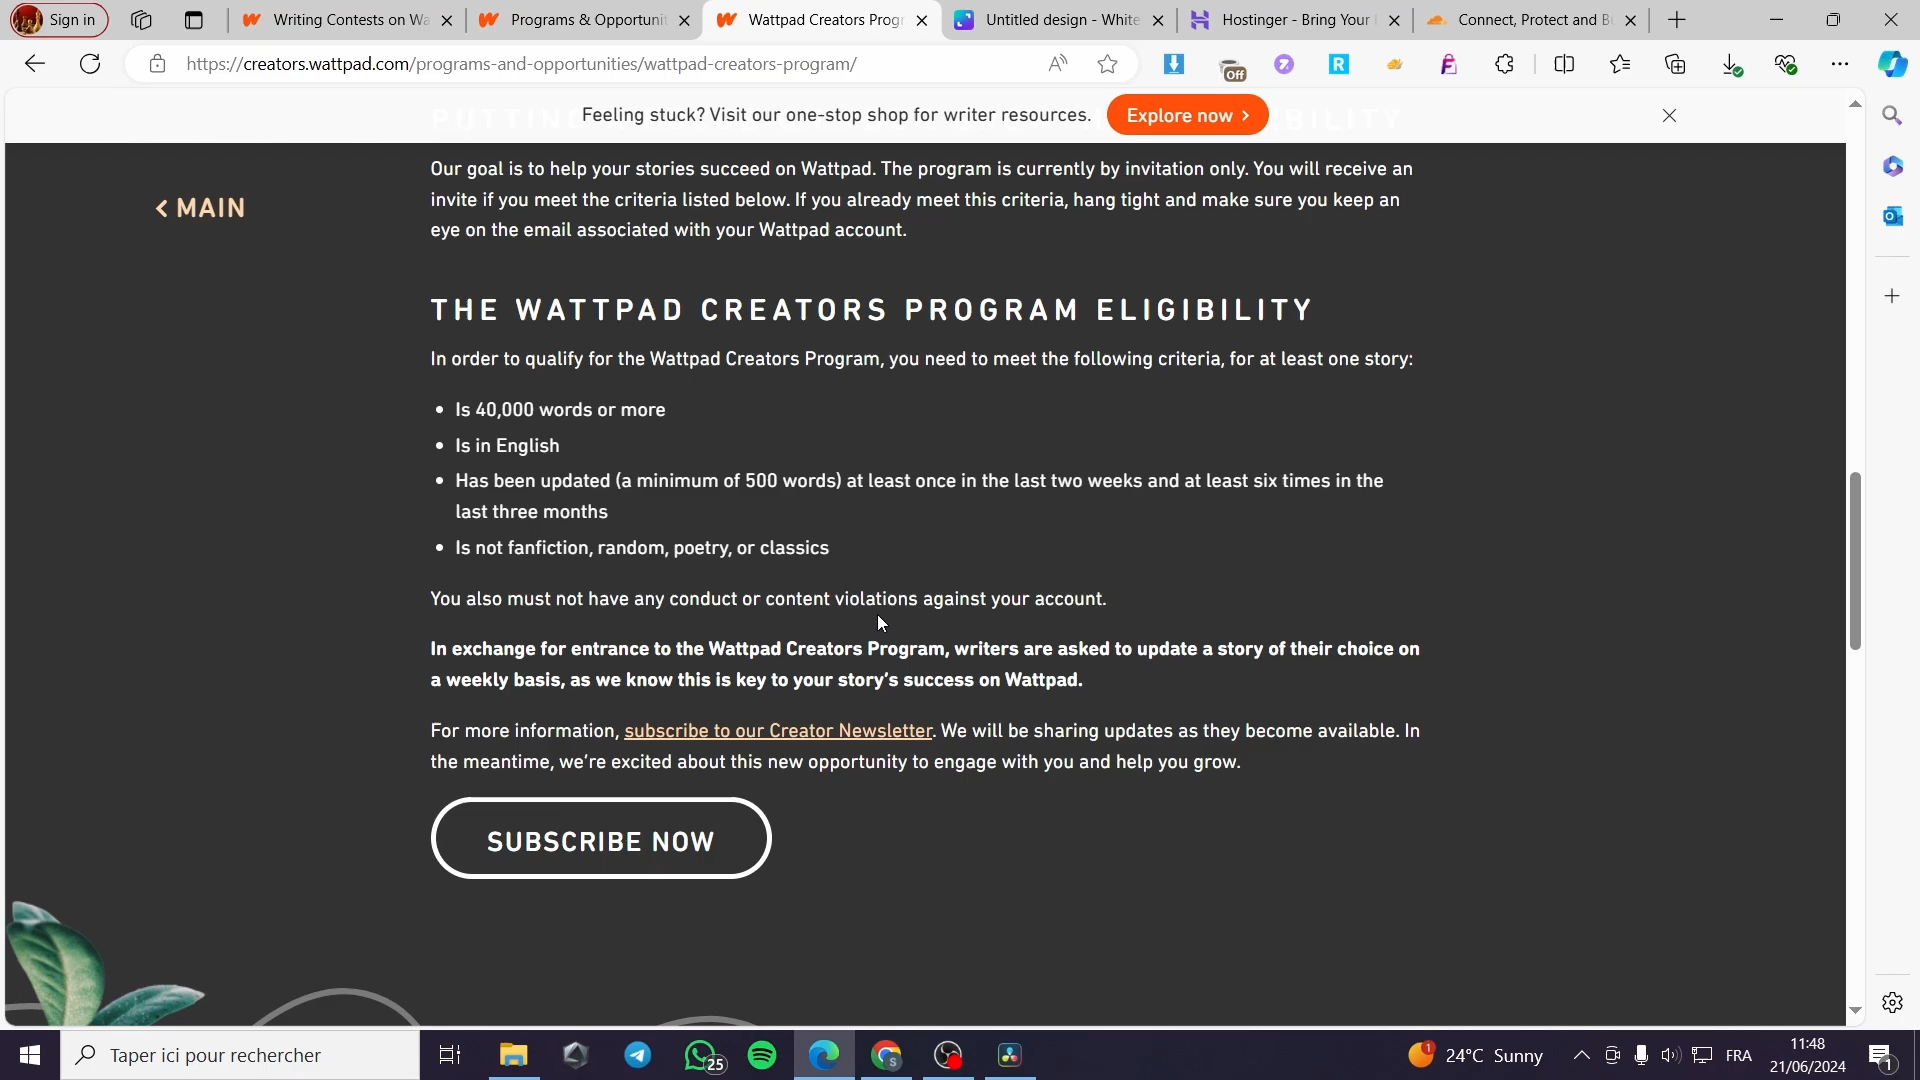 Sign in
Writing Contests on Wa
Programs & Opportunit
Wattpad Creators Progr
Untitled design - White
Hostinger - Bring Your
Connect, Protect and B
https://creators.wattpad.com/programs-and-opportunities/wattpad-creators-program/
Off
Feeling stuck? Visit our one-stop shop for writer resources.
Explore now >
< MAIN
Our goal is to help your stories succeed on Wattpad. The program is currently by invitation only. You will receive an
invite if you meet the criteria listed below. If you already meet this criteria, hang tight and make sure you keep an
eye on the email associated with your Wattpad account.
THE WATTPAD CREATORS PROGRAM ELIGIBILITY
In order to qualify for the Wattpad Creators Program, you need to meet the following criteria, for at least one story:
• Is 40,000 words or more
• Is in English
• Has been updated (a minimum of 500 words) at least once in the last two weeks and at least six times in the
last three months
• Is not fanfiction, random, poetry, or classics
You also must not have any conduct or content violations against your account.
In exchange for entrance to the Wattpad Creators Program, writers are asked to update a story of their choice on
a weekly basis, as we know this is key to your story's success on Wattpad.
For more information, subscribe to our Creator Newsletter. We will be sharing updates as they become available. In
the meantime, we're excited about this new opportunity to engage with you and help you grow.
SUBSCRIBE NOW
Taper ici pour rechercher
25
24°C Sunny
FRA
11:48
21/06/2024
1